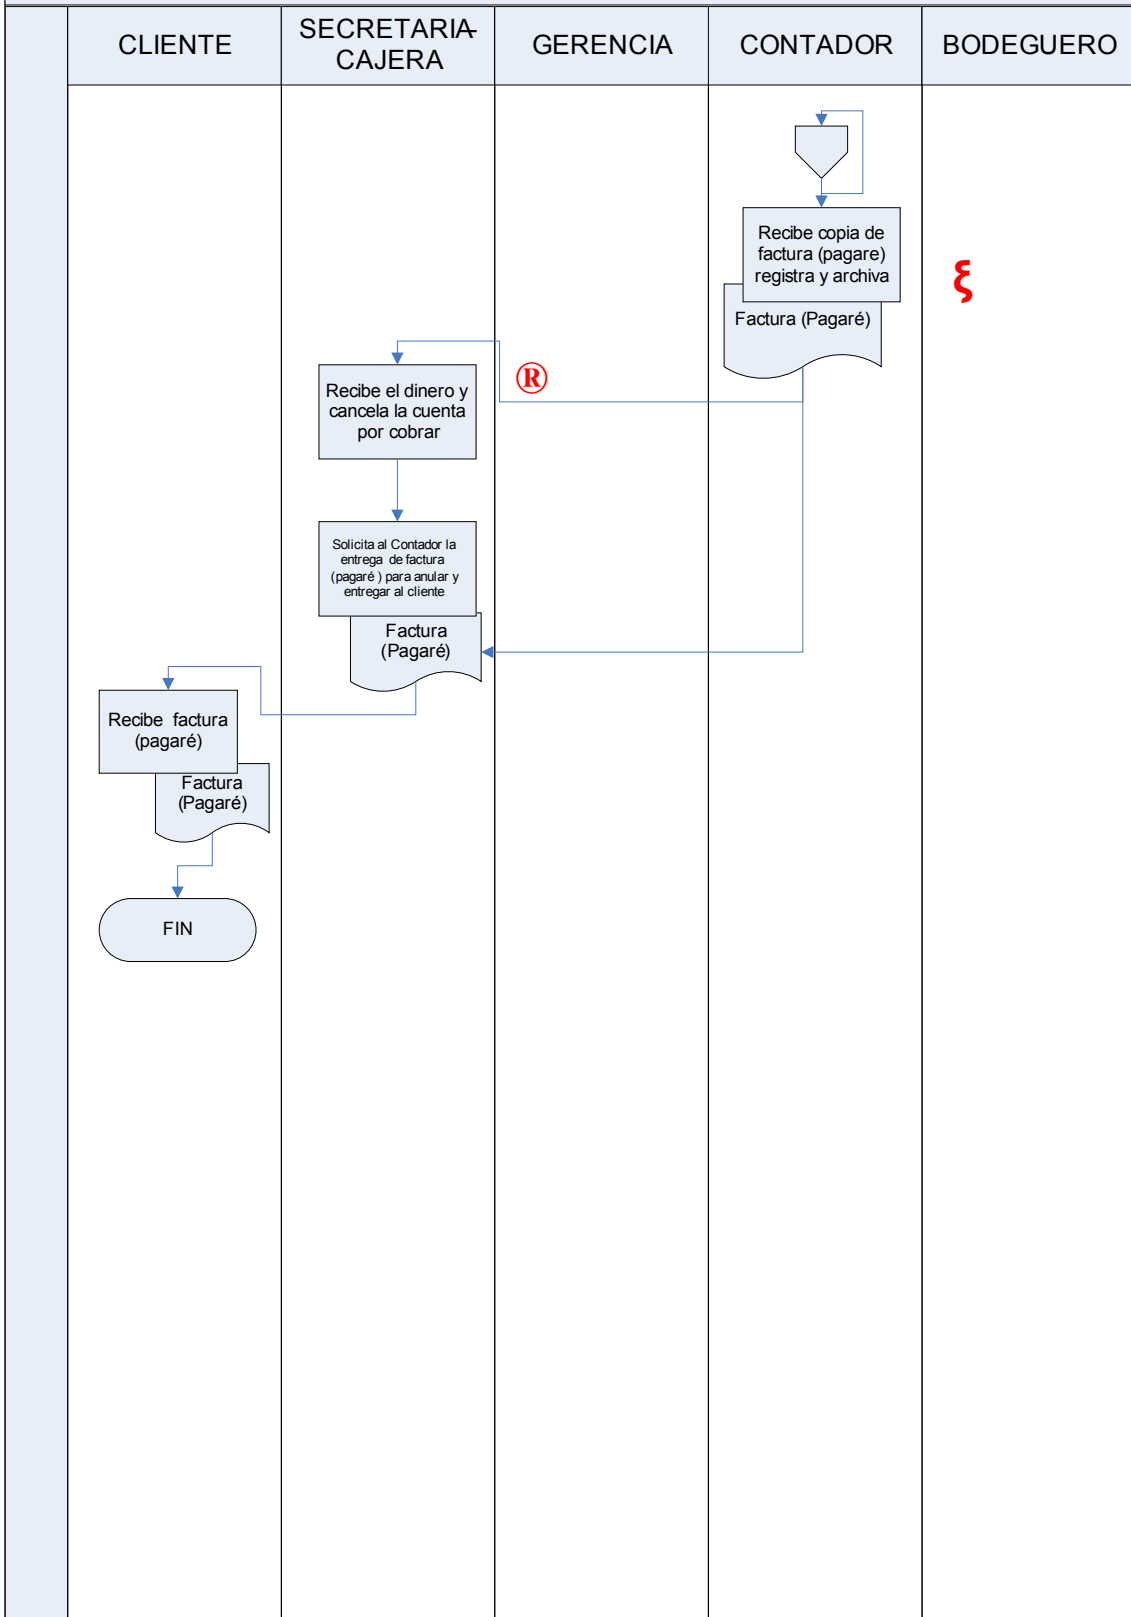 CLIENTE
SECRETARIA-
CAJERA
GERENCIA
CONTADOR
BODEGUERO
Recibe copia de
factura (pagare)
registra y archiva
ξ
Factura (Pagaré)
®
Recibe el dinero y
cancela la cuenta
por cobrar
Solicita al Contador la
entrega de factura
(pagaré ) para anular y
entregar al cliente
Factura
(Pagaré)
Recibe factura
(pagaré)
Factura
(Pagaré)
FIN